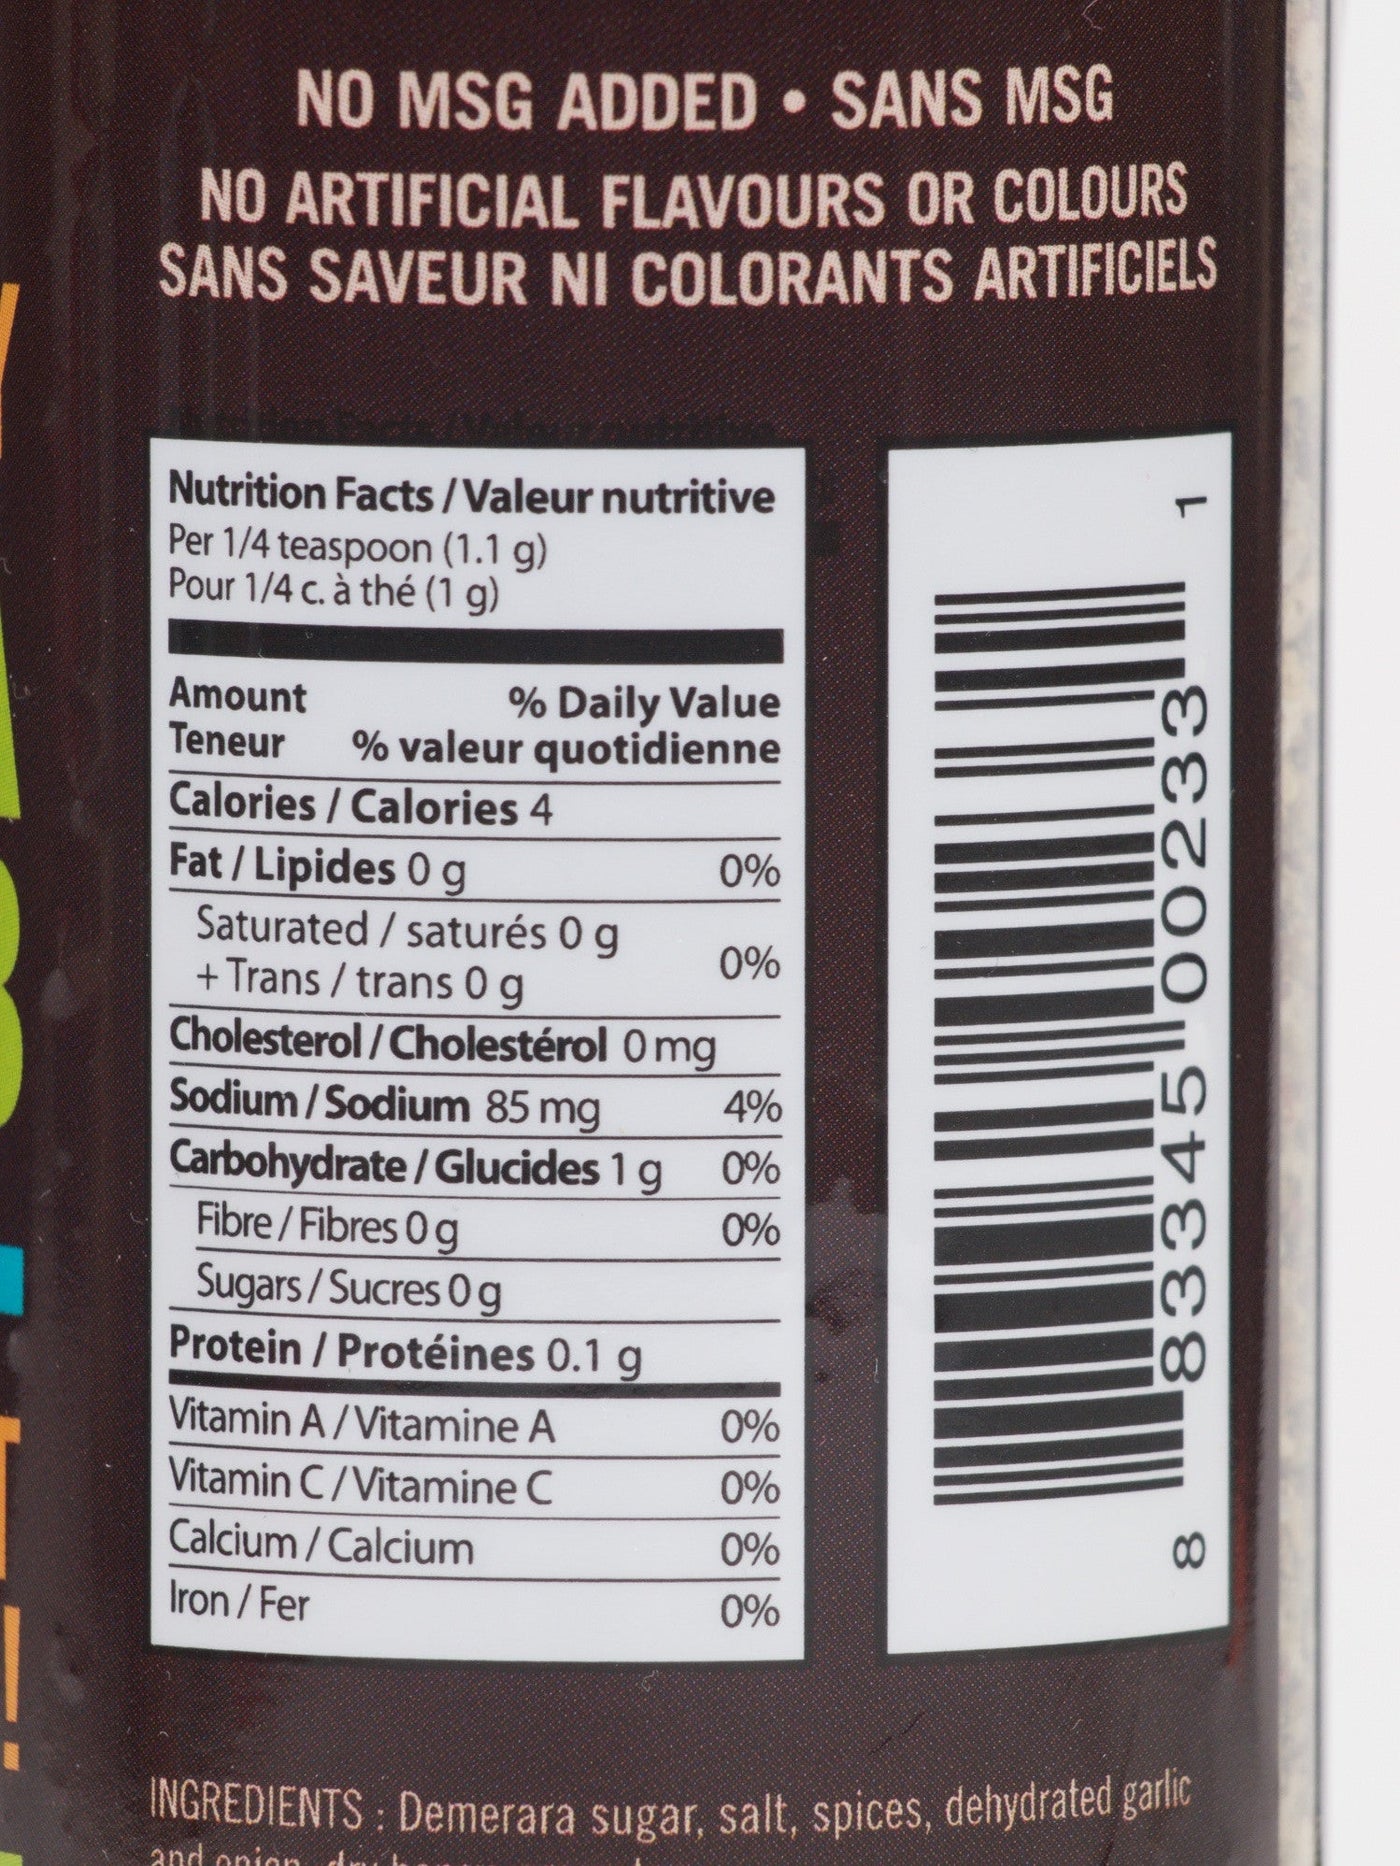 NO MSG ADDED • SANS MSG
NO ARTIFICIAL FLAVOURS OR COLOURS
SANS SAVEUR NI COLORANTS ARTIFICIELS
Nutrition Facts / Valeur nutritive
Per 1/4 teaspoon (1.1 g)
Pour 1/4 c. à thé (1 g)
Amount % Daily Value
Teneur % valeur quotidienne
Calories / Calories 4
Fat / Lipides 0 g 0%
Saturated / saturés 0 g
+ Trans / trans 0 g 0%
Cholesterol / Cholestérol 0 mg
Sodium / Sodium 85 mg 4%
Carbohydrate / Glucides 1 g 0%
Fibre / Fibres 0 g 0%
Sugars / Sucres 0 g
Protein / Protéines 0.1 g
Vitamin A / Vitamine A 0%
Vitamin C / Vitamine C 0%
Calcium / Calcium 0%
Iron / Fer 0%
8 83345 00233 1
INGREDIENTS : Demerara sugar, salt, spices, dehydrated garlic
and onion, dry